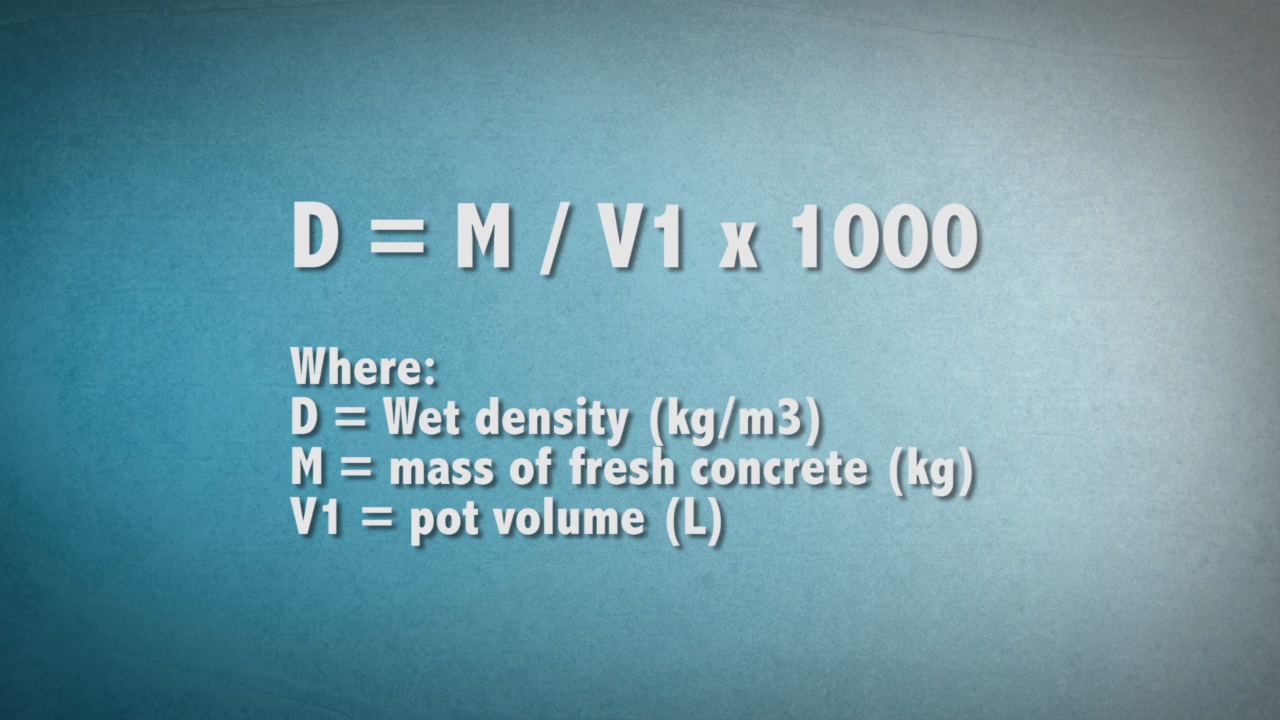 D = M / V1 x 1000
Where:
D = Wet density (kg/m3)
M = mass of fresh concrete (kg)
V1 = pot volume (L)